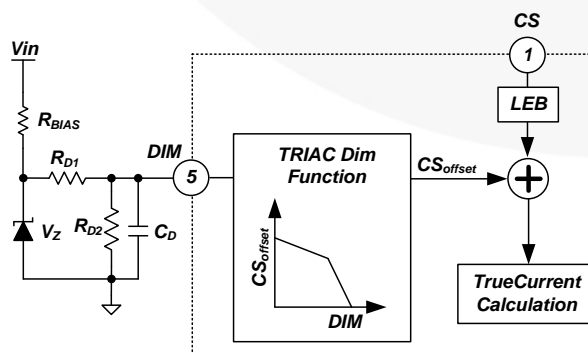 CS
1
LEB
Vin
RBIAS
RD1
DIM
5
TRIAC Dim
Function
CSoffset
RD2
CD
VZ
CSoffset
DIM
TrueCurrent
Calculation